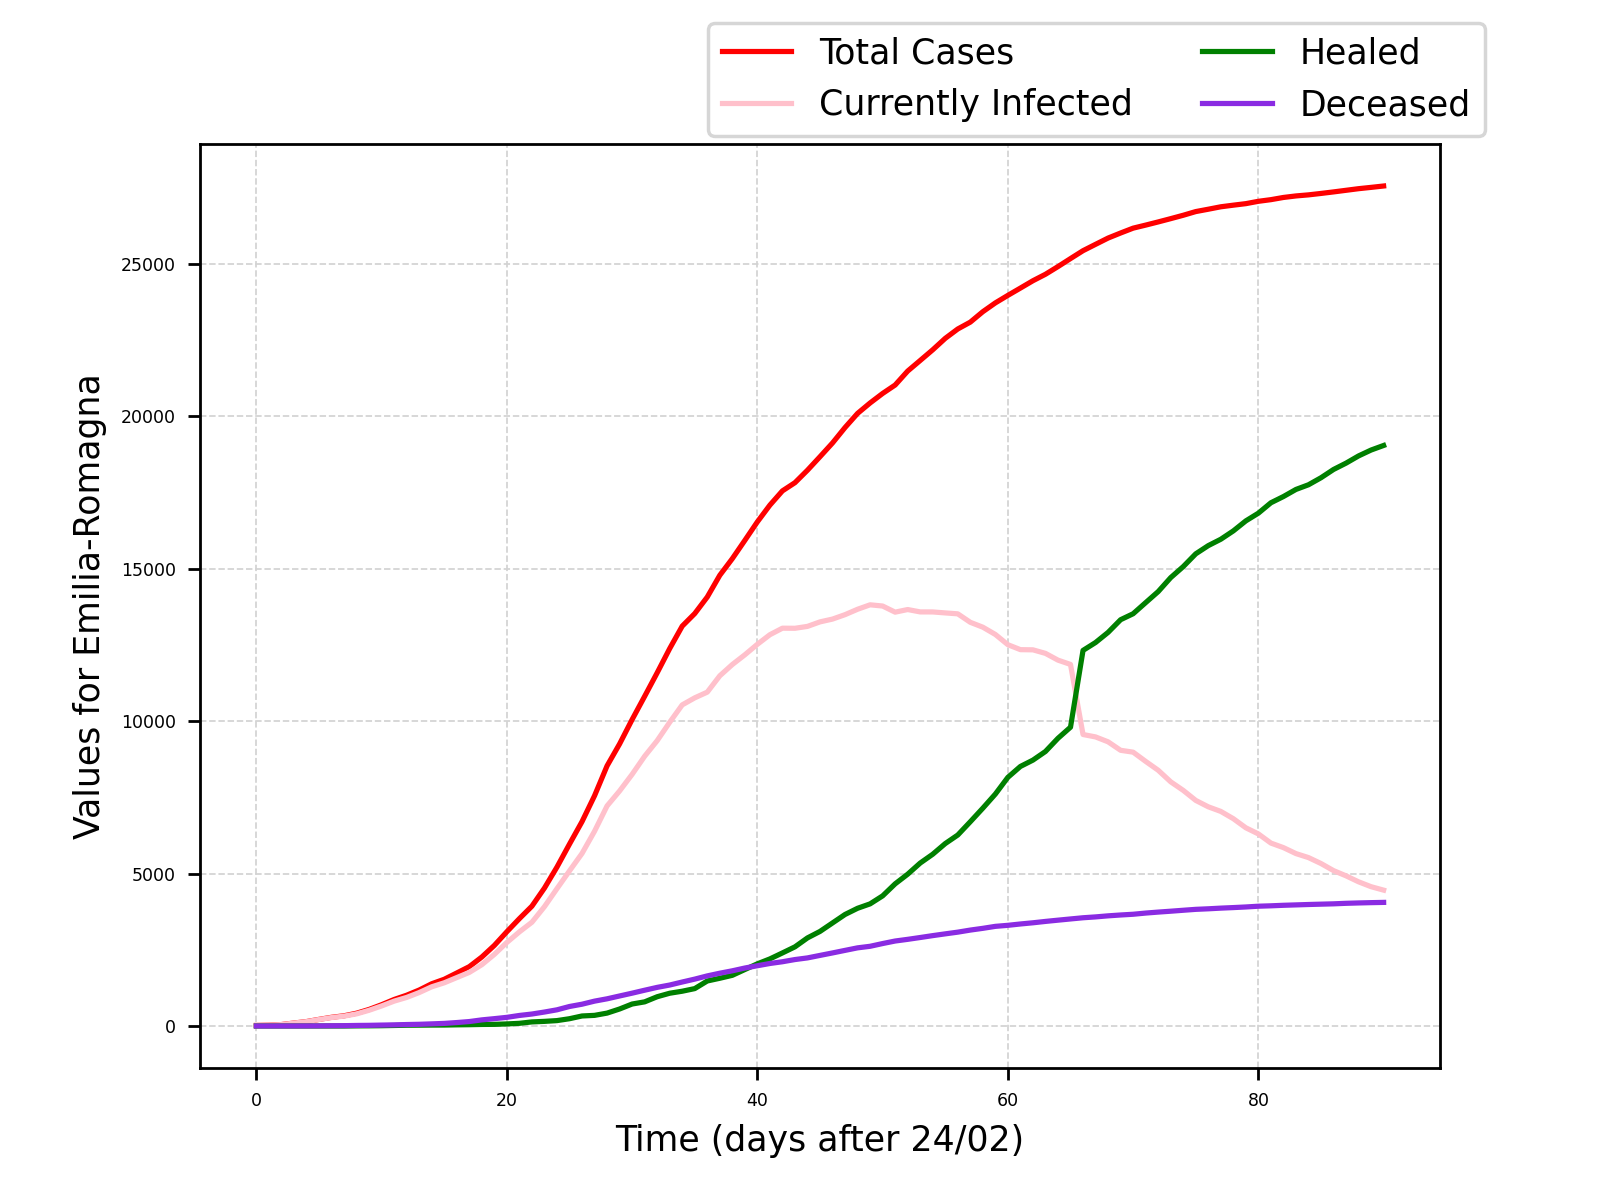 Total Cases
Currently Infected
Healed
Deceased
Values for Emilia-Romagna
25000
20000
15000
10000
5000
0
0 20 40 60 80
Time (days after 24/02)